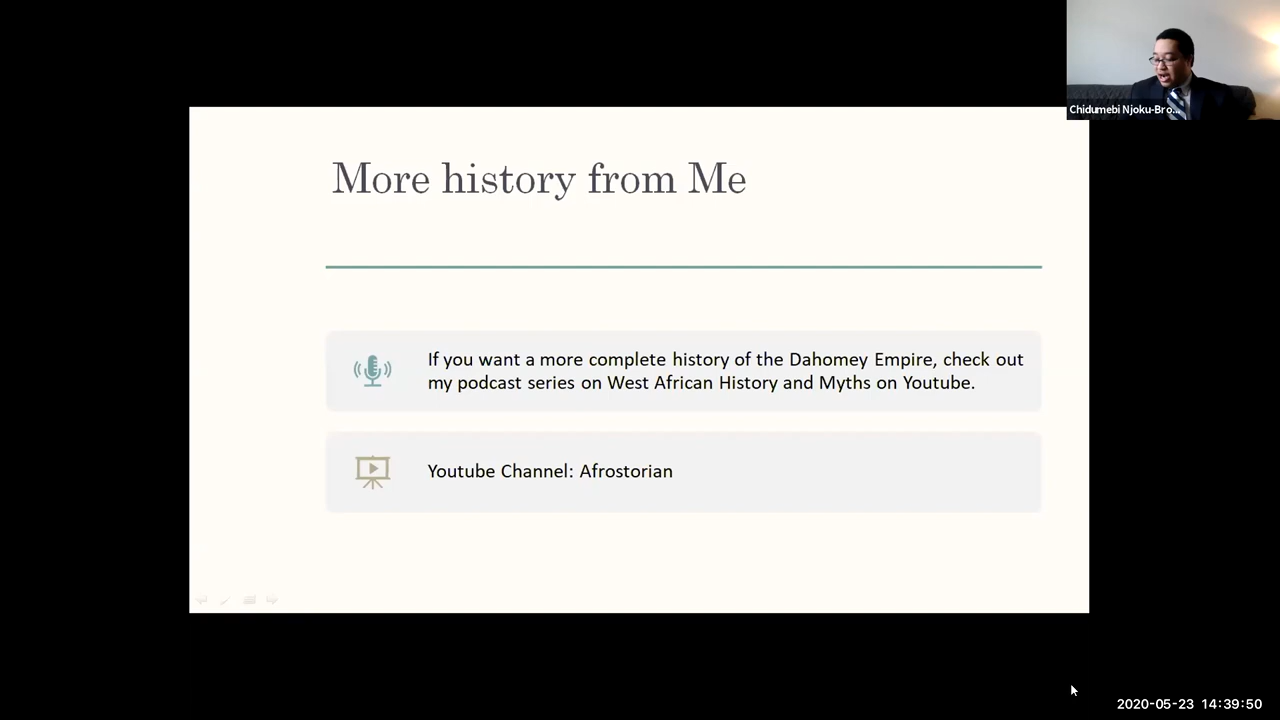 Chidumebi Njoku-Bro...
More history from Me
If you want a more complete history of the Dahomey Empire, check out
my podcast series on West African History and Myths on Youtube.
Youtube Channel: Afrostorian
2020-05-23 14:39:50